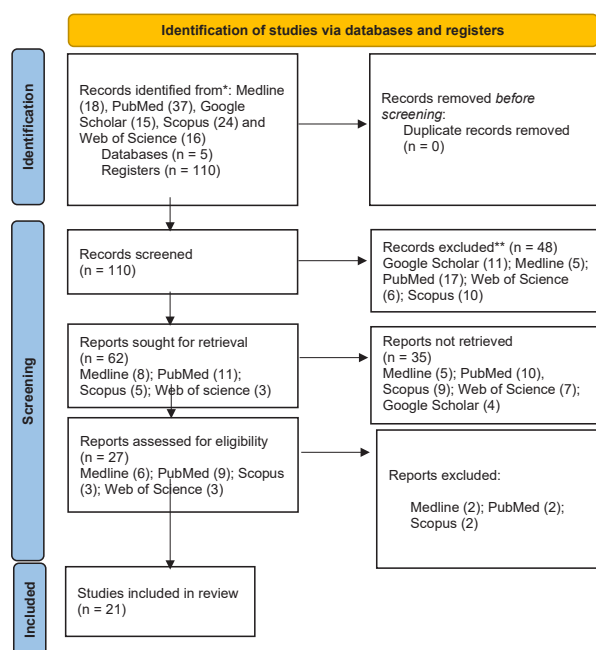 Identification of studies via databases and registers
Identification
Records identified from*: Medline
(18), PubMed (37), Google
Scholar (15), Scopus (24) and
Web of Science (16)
Databases (n = 5)
Registers (n = 110)
Records removed before
screening:
Duplicate records removed
(n = 0)
Screening
Records screened
(n = 110)
Records excluded** (n = 48)
Google Scholar (11); Medline (5);
PubMed (17); Web of Science
(6); Scopus (10)
Reports sought for retrieval
(n = 62)
Medline (8); PubMed (11);
Scopus (5); Web of science (3)
Reports not retrieved
(n = 35)
Medline (5); PubMed (10),
Scopus (9); Web of Science (7);
Google Scholar (4)
Reports assessed for eligibility
(n = 27)
Medline (6); PubMed (9); Scopus
(3); Web of Science (3)
Reports excluded:
Medline (2); PubMed (2);
Scopus (2)
Included
Studies included in review
(n = 21)